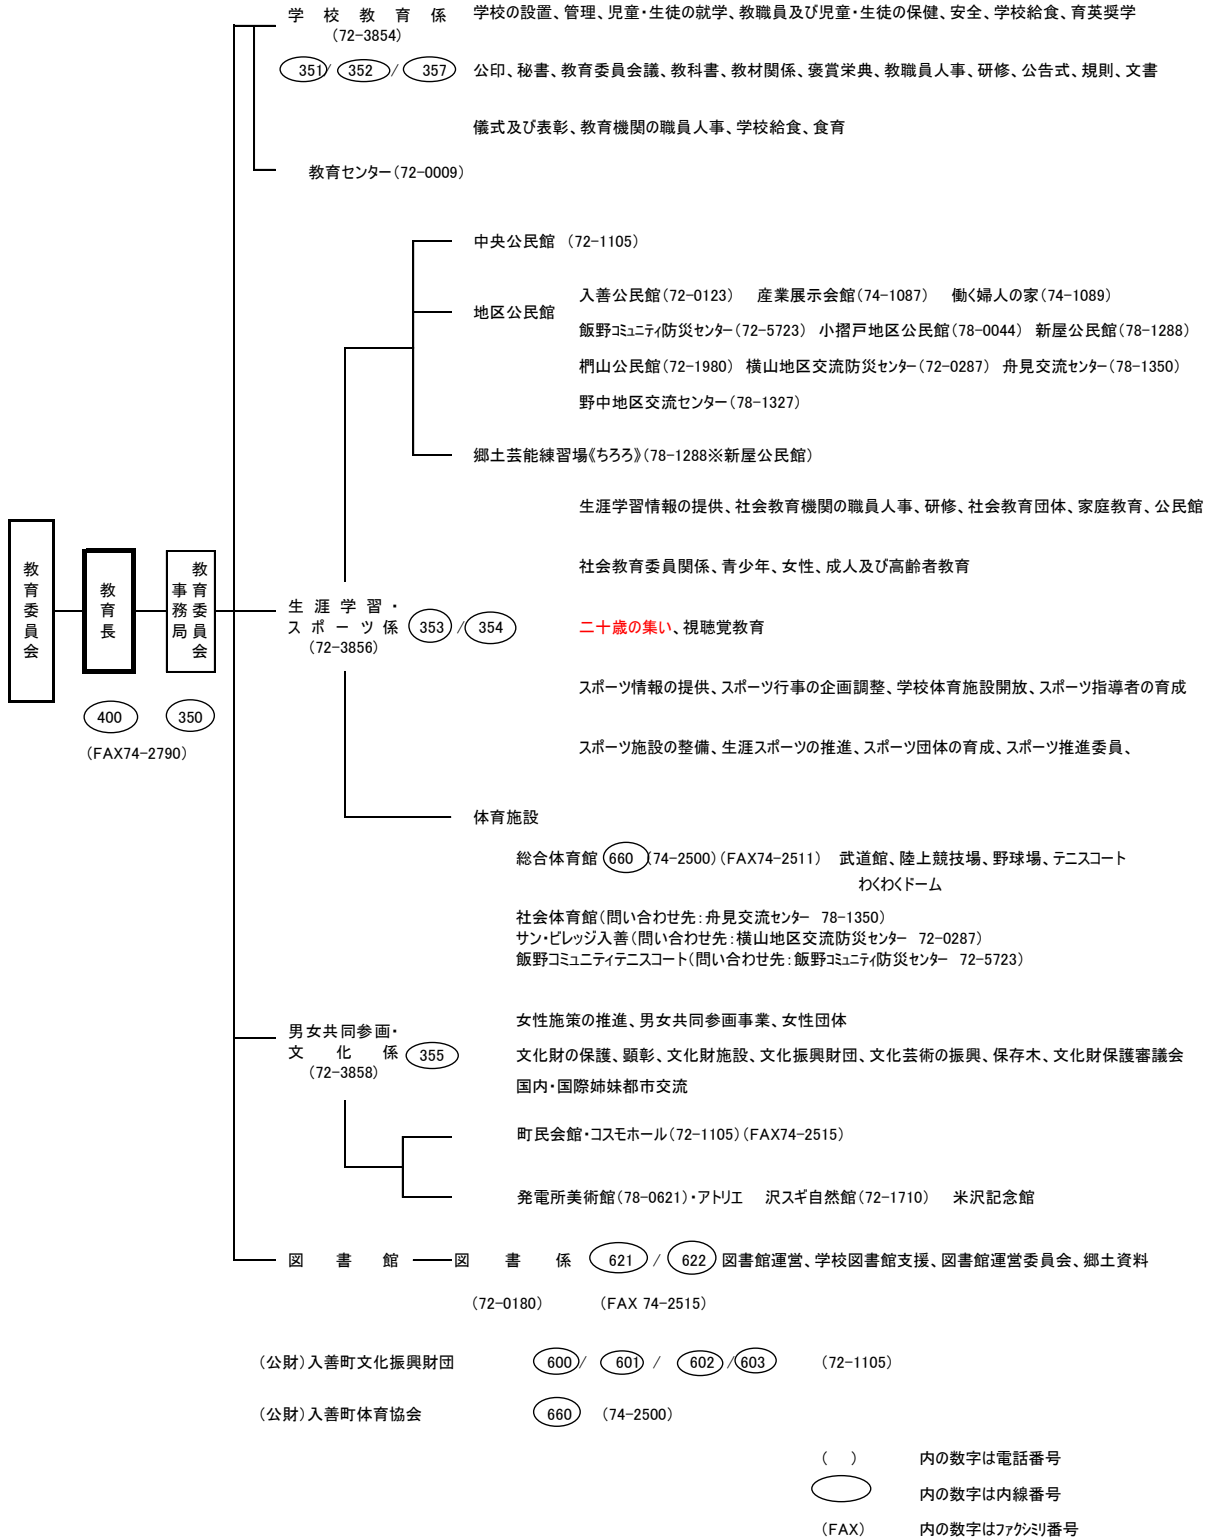 学校教育係
学校の設置、管理、児童・生徒の就学、教職員及び児童・生徒の保健、安全、学校給食、育英奨学
(72-3854)
351 / 352 / 357
公印、秘書、教育委員会議、教科書、教材関係、褒賞栄典、教職員人事、研修、公告式、規則、文書
儀式及び表彰、教育機関の職員人事、学校給食、食育
教育センター(72-0009)
中央公民館 (72-1105)
地区公民館
入善公民館(72-0123) 産業展示会館(74-1087) 働く婦人の家(74-1089)
飯野コミュニティ防災センター(72-5723) 小摺戸地区公民館(78-0044) 新屋公民館(78-1288)
椚山公民館(72-1980) 横山地区交流防災センター(72-0287) 舟見交流センター(78-1350)
野中地区交流センター(78-1327)
郷土芸能練習場《ちろろ》(78-1288※新屋公民館)
生涯学習情報の提供、社会教育機関の職員人事、研修、社会教育団体、家庭教育、公民館
社会教育委員関係、青少年、女性、成人及び高齢者教育
教育委員会
教育長
教育委員会
事務局
400
350
(FAX74-2790)
生涯学習・
スポーツ係
(72-3856)
353 / 354
二十歳の集い、視聴覚教育
スポーツ情報の提供、スポーツ行事の企画調整、学校体育施設開放、スポーツ指導者の育成
スポーツ施設の整備、生涯スポーツの推進、スポーツ団体の育成、スポーツ推進委員、
体育施設
総合体育館 660 (74-2500)(FAX74-2511) 武道館、陸上競技場、野球場、テニスコート
わくわくドーム
社会体育館(問い合わせ先:舟見交流センター 78-1350)
サン・ビレッジ入善(問い合わせ先:横山地区交流防災センター 72-0287)
飯野コミュニティテニスコート(問い合わせ先:飯野コミュニティ防災センター 72-5723)
男女共同参画・
文化係
(72-3858)
355
女性施策の推進、男女共同参画事業、女性団体
文化財の保護、顕彰、文化財施設、文化振興財団、文化芸術の振興、保存木、文化財保護審議会
国内・国際姉妹都市交流
町民会館・コスモホール(72-1105)(FAX74-2515)
発電所美術館(78-0621)・アトリエ 沢スギ自然館(72-1710) 米沢記念館
図書館 図書係 621 / 622 図書館運営、学校図書館支援、図書館運営委員会、郷土資料
(72-0180) (FAX 74-2515)
(公財)入善町文化振興財団 600 / 601 / 602 / 603 (72-1105)
(公財)入善町体育協会 660 (74-2500)
( ) 内の数字は電話番号
内の数字は内線番号
(FAX) 内の数字はファクシミリ番号